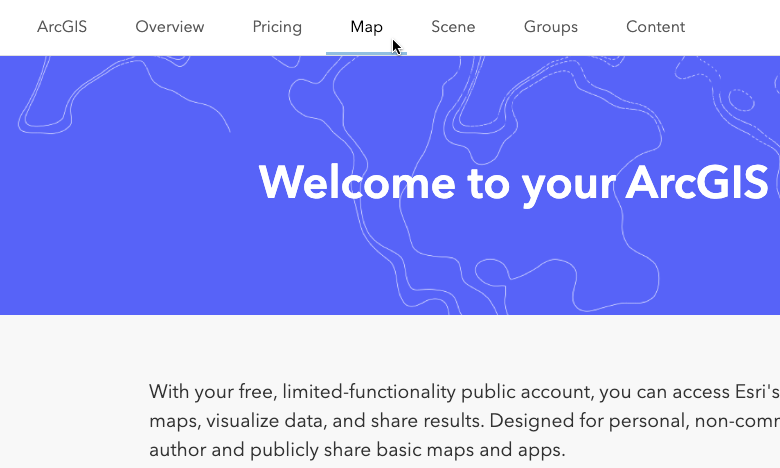 ArcGIS Overview Pricing Map Scene Groups Content
Welcome to your ArcGIS
With your free, limited-functionality public account, you can access Esri's
maps, visualize data, and share results. Designed for personal, non-comm
author and publicly share basic maps and apps.